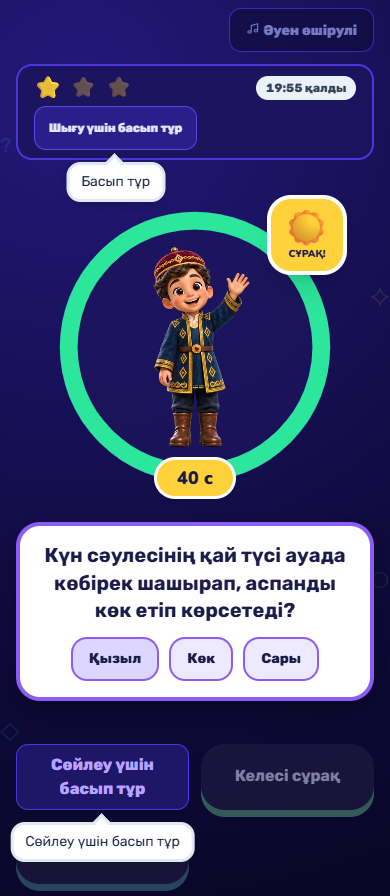 Әуен өшірулі
19:55 қалды
Шығу үшін басып тұр
Басып тұр
СҰРАҚ!
40 с
Күн сәулесінің қай түсі ауада
көбірек шашырап, аспанды
көк етіп көрсетеді?
Қызыл
Көк
Сары
Сөйлеу үшін
басып тұр
Келесі сұрақ
Сөйлеу үшін басып тұр